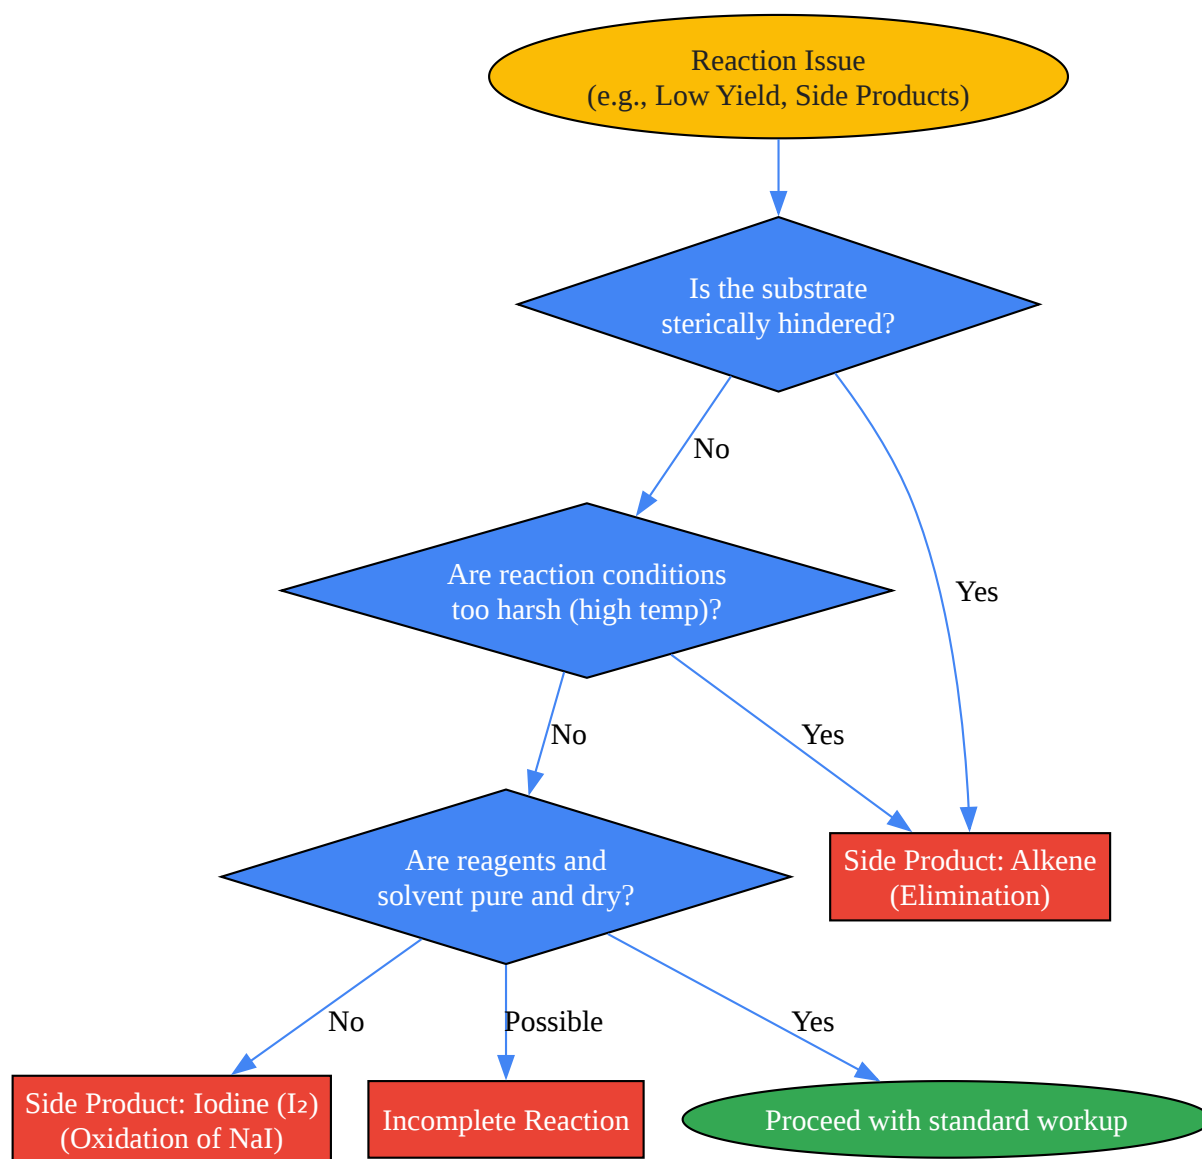 Reaction Issue
(e.g., Low Yield, Side Products)
Is the substrate
sterically hindered?
No
Yes
Are reaction conditions
too harsh (high temp)?
No
Yes
Are reagents and
solvent pure and dry?
Side Product: Alkene
(Elimination)
No
Possible
Yes
Side Product: Iodine (I₂)
(Oxidation of NaI)
Incomplete Reaction
Proceed with standard workup